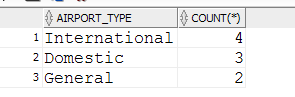 AIRPORT_TYPE COUNT(*)
1 International 4
2 Domestic 3
3 General 2